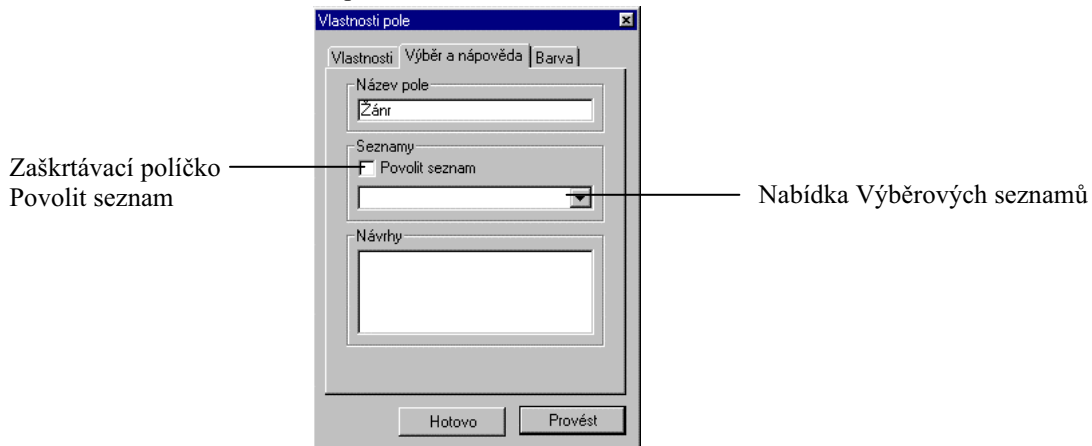 Vlastnosti pole
Vlastnosti Výběr a nápověda Barva
Název pole
Žánr
Seznamy
Povolit seznam
Zaškrtávací políčko
Povolit seznam
Nabídka Výběrových seznamů
Návrhy
Hotovo Provést